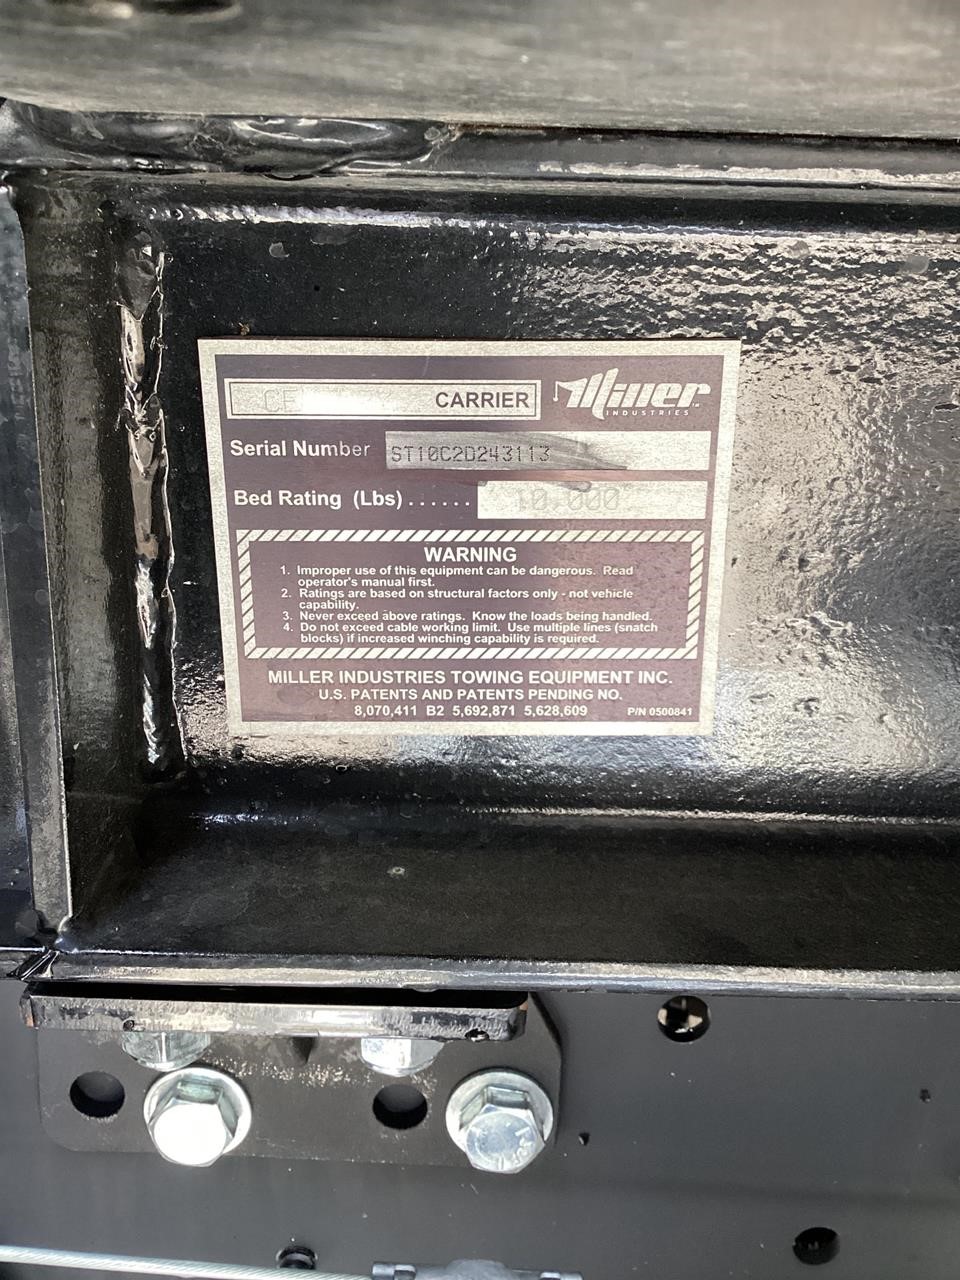 CARRIER
Miller
INDUSTRIES
Serial Number ST10C2D243113
Bed Rating (Lbs) ...... 10,000
WARNING
1. Improper use of this equipment can be dangerous. Read
operator's manual first.
2. Ratings are based on structural factors only - not vehicle
capability.
3. Never exceed above ratings. Know the loads being handled.
4. Do not exceed cable working limit. Use multiple lines (snatch
blocks) if increased winching capability is required.
MILLER INDUSTRIES TOWING EQUIPMENT INC.
U.S. PATENTS AND PATENTS PENDING NO.
8,070,411 B2 5,692,871 5,628,609
P/N 0500841